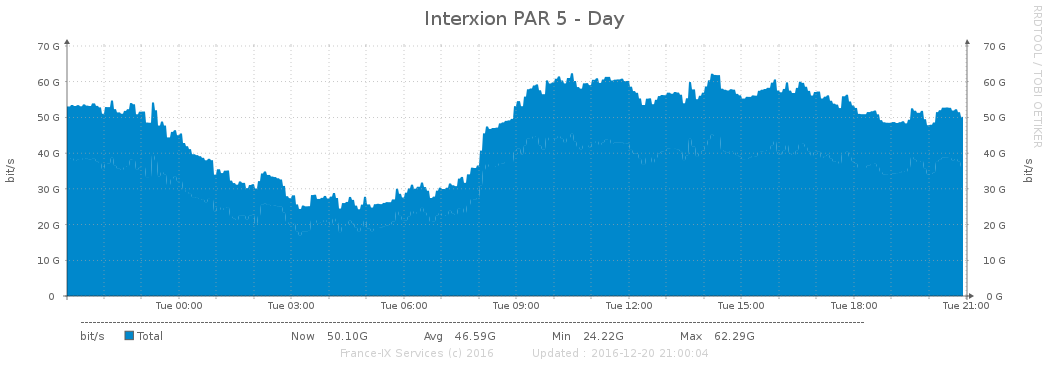 Interxion PAR 5 - Day
RRDTOOL / TOBI OETIKER
70 G 70 G
60 G 60 G
50 G 50 G
40 G 40 G
30 G 30 G
20 G 20 G
10 G 10 G
0 0 G
bit/s bit/s
Tue 00:00 Tue 03:00 Tue 06:00 Tue 09:00 Tue 12:00 Tue 15:00 Tue 18:00 Tue 21:00
bit/s Total Now 50.10G Avg 46.59G Min 24.22G Max 62.29G
France-IX Services (c) 2016 Updated : 2016-12-20 21:00:04